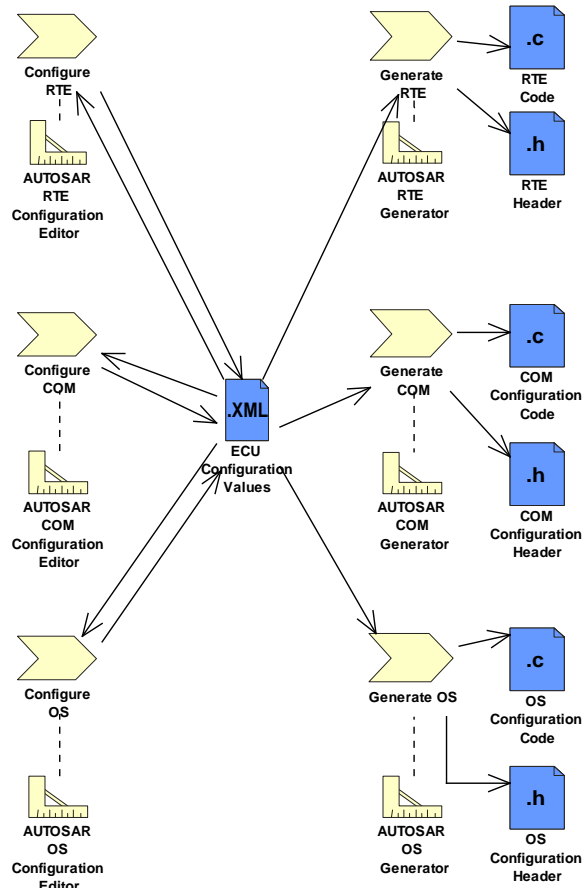 Configure
RTE
AUTOSAR
RTE
Configuration
Editor
Generate
RTE
AUTOSAR
RTE
Generator
.c
RTE
Code
.h
RTE
Header
Configure
COM
AUTOSAR
COM
Configuration
Editor
.XML
ECU
Configuration
Values
Generate
COM
AUTOSAR
COM
Generator
.c
COM
Configuration
Code
.h
COM
Configuration
Header
Configure
OS
AUTOSAR
OS
Configuration
Editor
Generate OS
AUTOSAR
OS
Generator
.c
OS
Configuration
Code
.h
OS
Configuration
Header